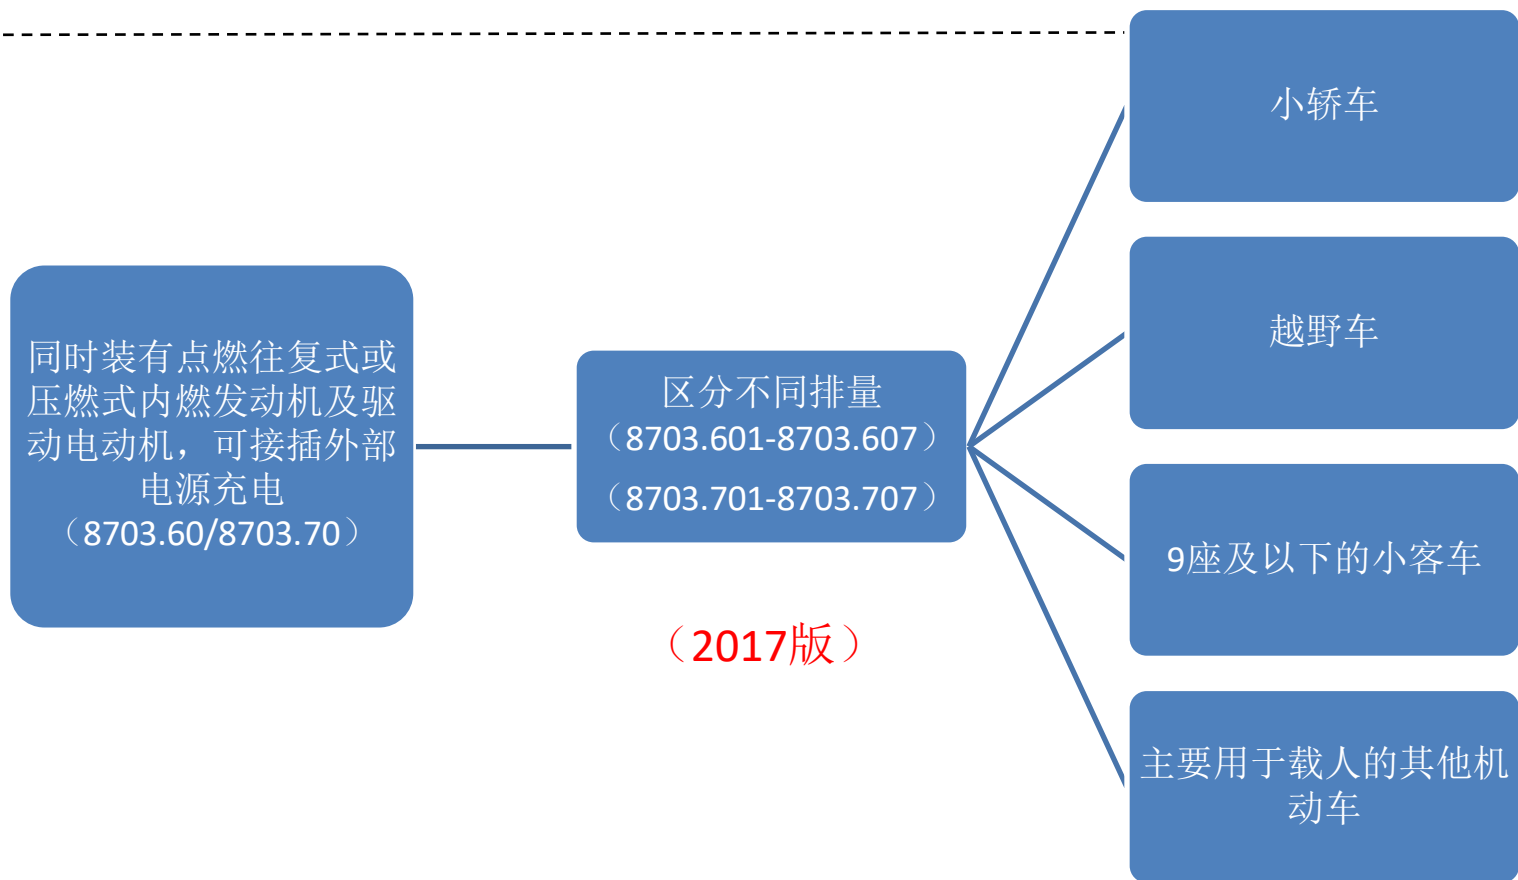 同时装有点燃往复式或
压燃式内燃发动机及驱
动电动机，可接插外部
电源充电
（8703.60/8703.70）
区分不同排量
（8703.601-8703.607）
（8703.701-8703.707）
（2017版）
小轿车
越野车
9座及以下的小客车
主要用于载人的其他机
动车